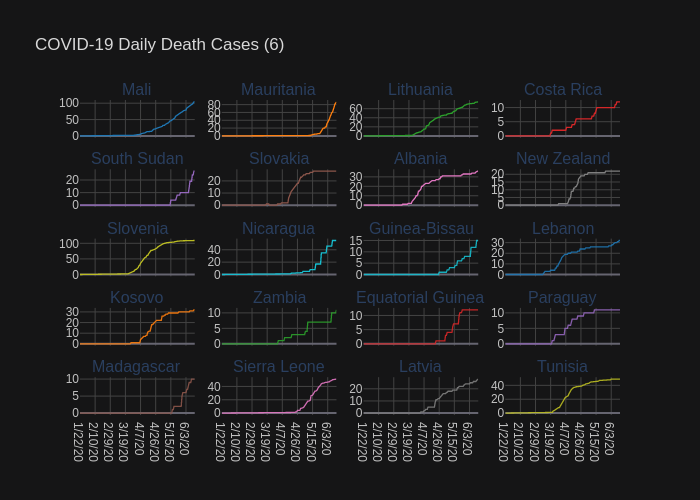 COVID-19 Daily Death Cases (6)
Mali Mauritania Lithuania Costa Rica
100 50 0
80 60 40 20 0
60 40 20 0
10 5 0
South Sudan Slovakia Albania New Zealand
20 10 0
20 10 0
30 20 10 0
20 15 10 5 0
Slovenia Nicaragua Guinea-Bissau Lebanon
100 50 0
40 20 0
15 10 5 0
30 20 10 0
Kosovo Zambia Equatorial Guinea Paraguay
30 20 10 0
10 5 0
10 5 0
10 5 0
Madagascar Sierra Leone Latvia Tunisia
10 5 0
40 20 0
20 10 0
40 20 0
1/22/20 2/10/20 2/29/20 3/19/20 4/7/20 4/26/20 5/15/20 6/3/20
1/22/20 2/10/20 2/29/20 3/19/20 4/7/20 4/26/20 5/15/20 6/3/20
1/22/20 2/10/20 2/29/20 3/19/20 4/7/20 4/26/20 5/15/20 6/3/20
1/22/20 2/10/20 2/29/20 3/19/20 4/7/20 4/26/20 5/15/20 6/3/20